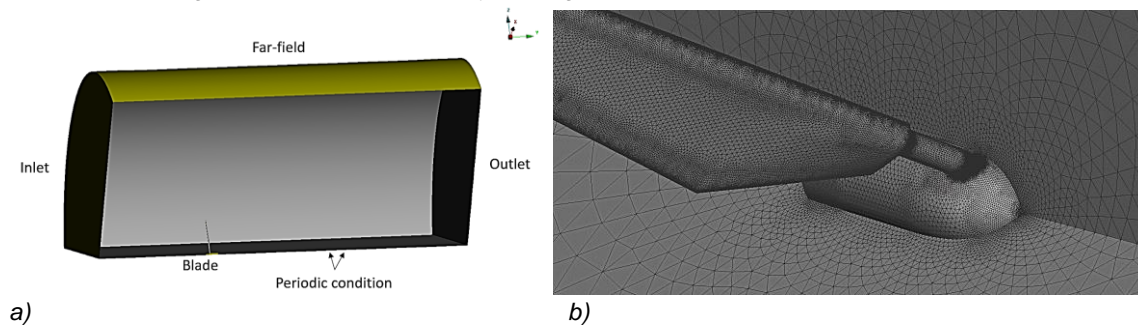 Far-field
Inlet
Outlet
Blade
Periodic condition
a)
b)